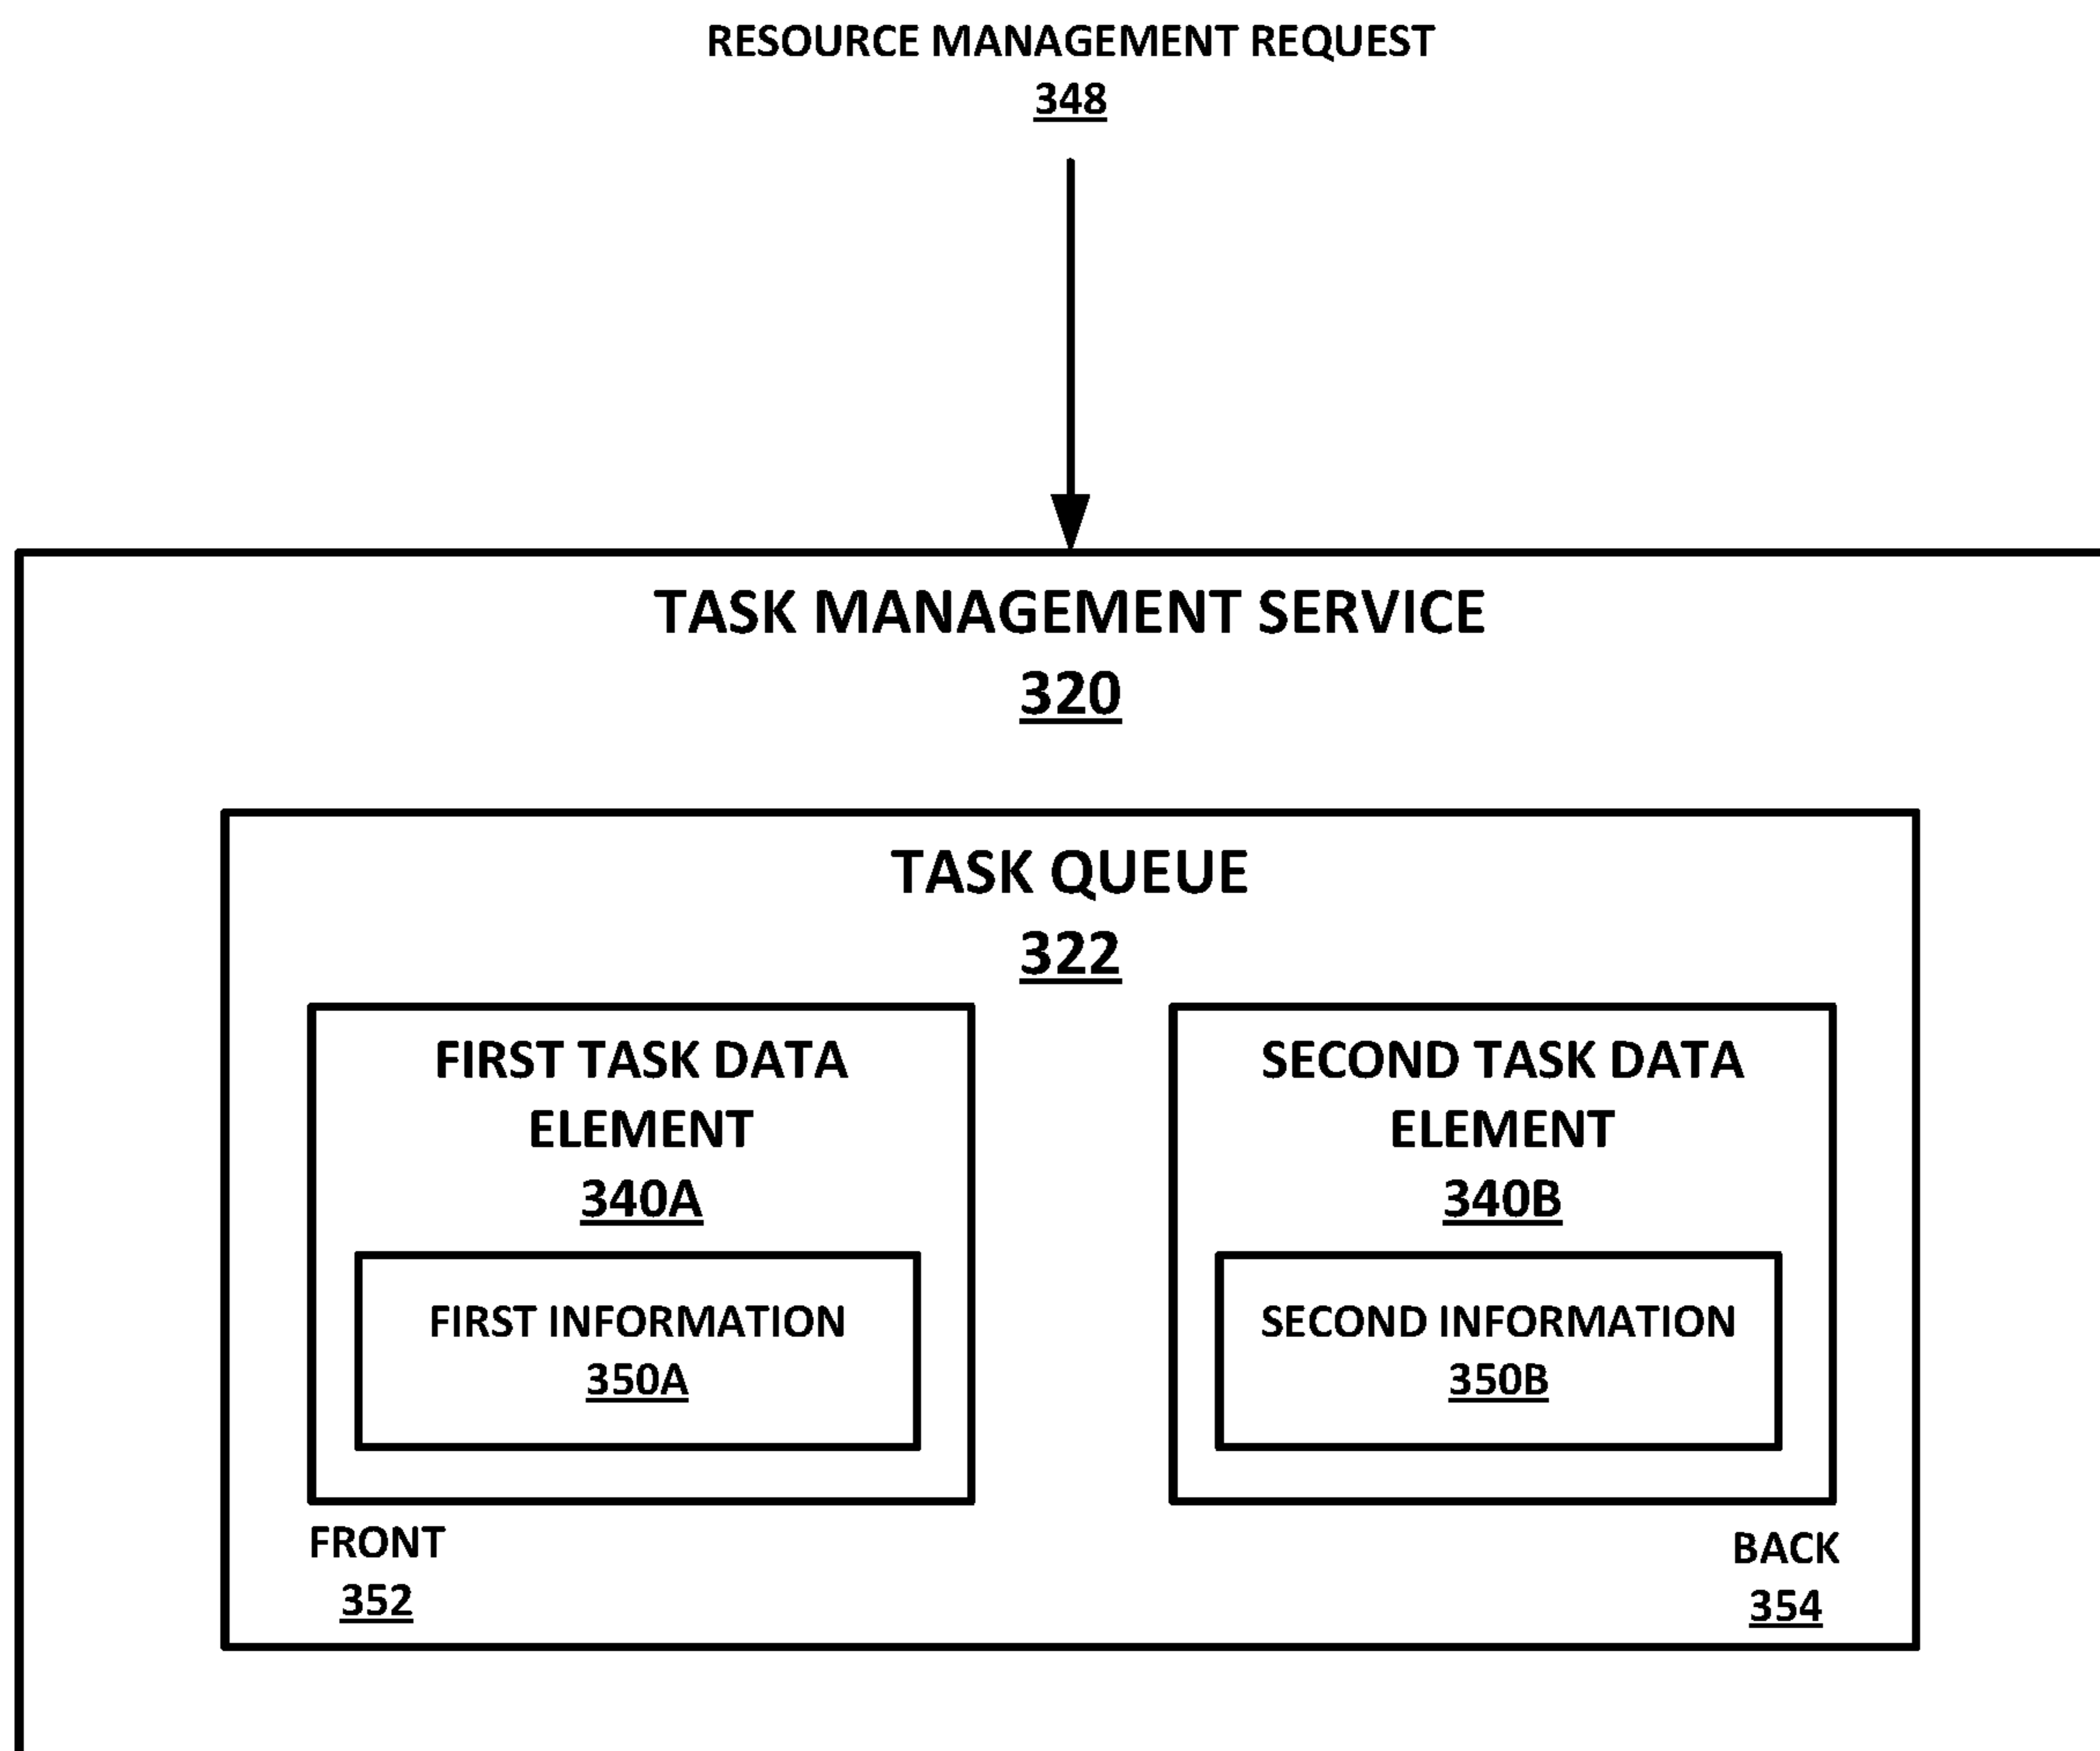 RESOURCE MANAGEMENT REQUEST
348
TASK MANAGEMENT SERVICE
320
TASK QUEUE
322
FIRST TASK DATA
ELEMENT
340A
FIRST INFORMATION
350A
SECOND TASK DATA
ELEMENT
340B
SECOND INFORMATION
350B
FRONT
352
BACK
354